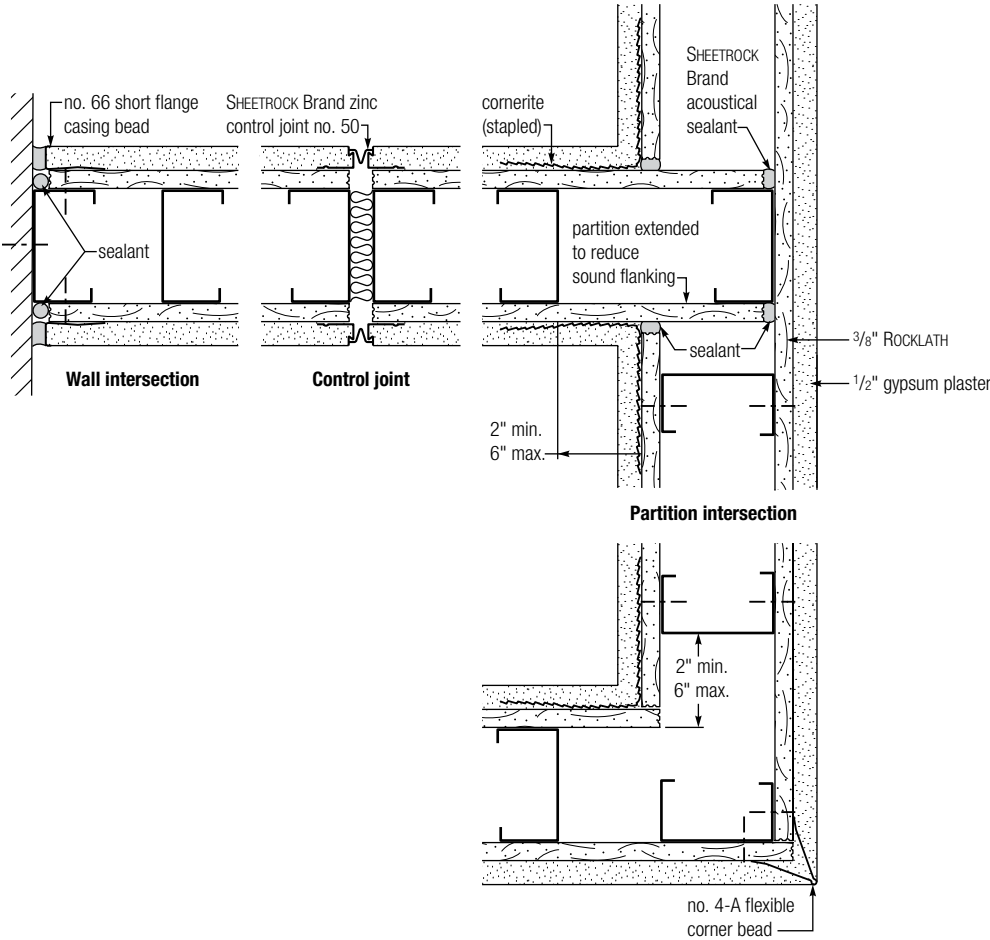 no. 66 short flange
casing bead
SHEETROCK Brand zinc
control joint no. 50
cornerite
(stapled)
SHEETROCK
Brand
acoustical
sealant
sealant
partition extended
to reduce
sound flanking
sealant
3/8" ROCKLATH
1/2" gypsum plaster
Wall intersection
Control joint
2" min.
6" max.
Partition intersection
2" min.
6" max.
no. 4-A flexible
corner bead